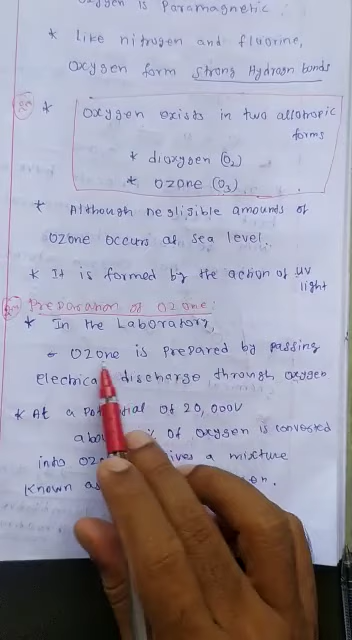 Oxygen is Paramagnetic.
* Like nitrogen and fluorine,
oxygen form strong Hydrogn bonds
* Oxygen exists in two allotropic
forms
* dioxygen (O2)
* ozone (O3).
* Although negligible amounts of
ozone occurs at sea level.
* It is formed by the action of UV
light
Preparation of Ozone:
* In the Laboratory,
Ozone is prepared by passing
Electrical discharge through oxygen
* At a Potential of 20,000V
of oxygen is converted
into a mixture
Known as